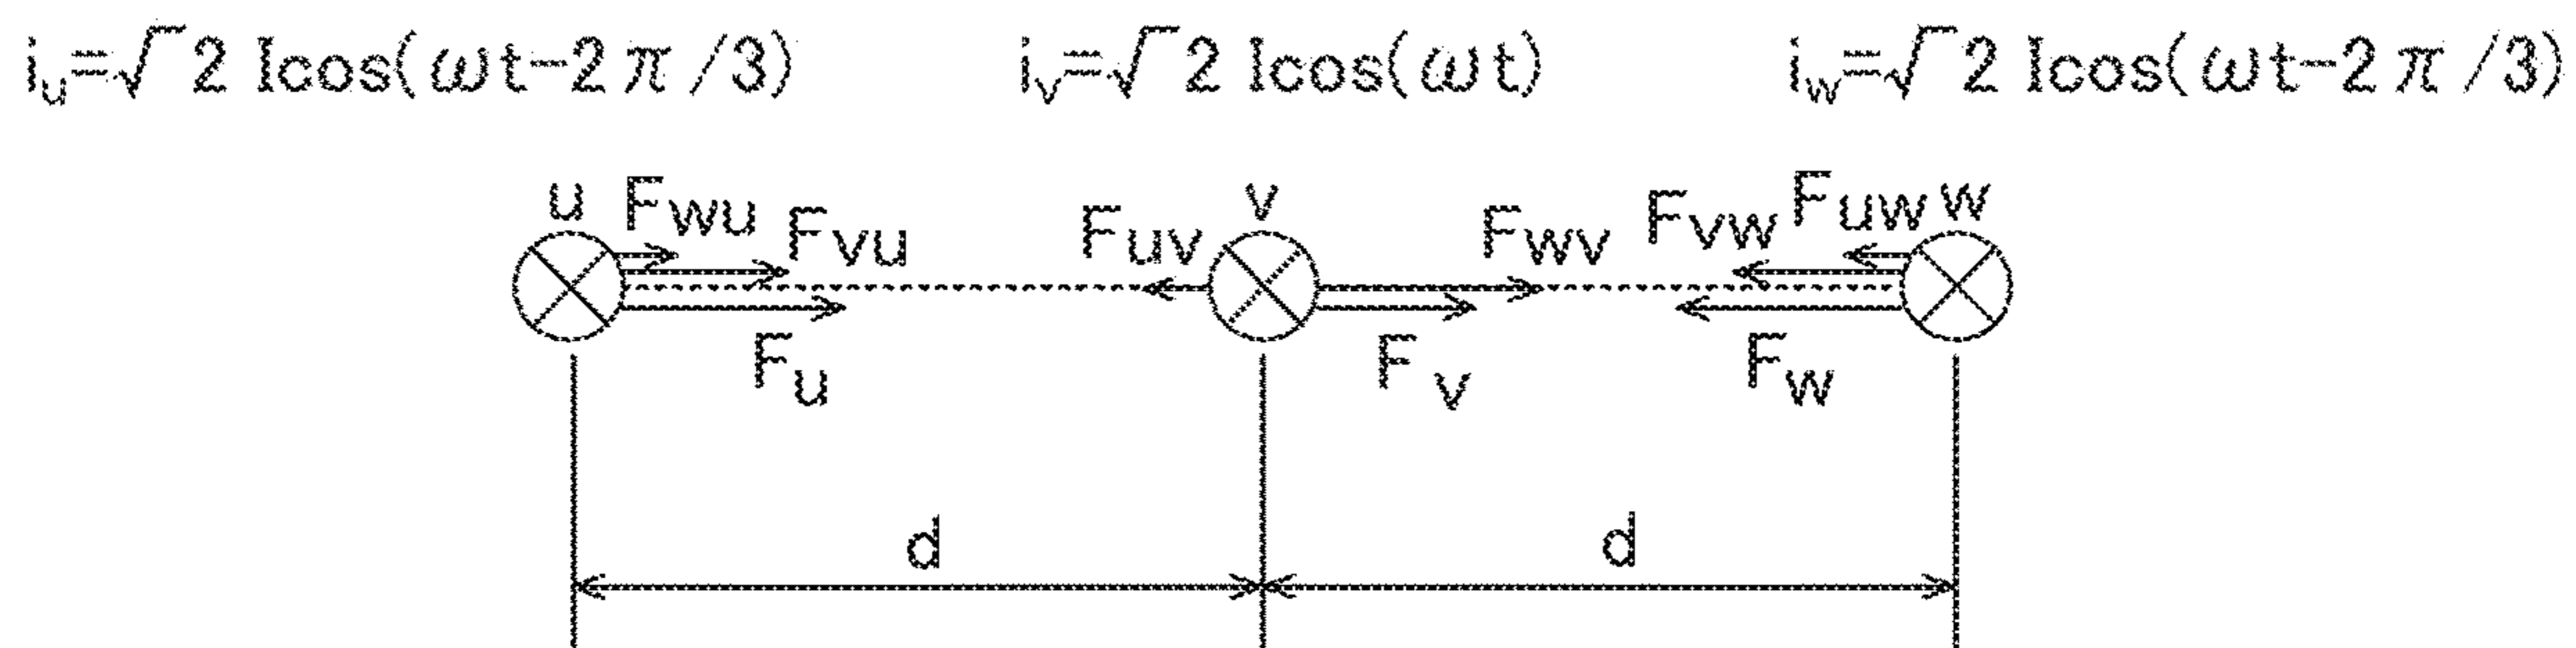 iu=√2 Icos(ωt-2π/3) iv=√2 Icos(ωt) iw=√2 Icos(ωt-2π/3)
u Fwu Fvu Fuv v Fwv Fvw Fuw w
Fu Fv Fw
d d